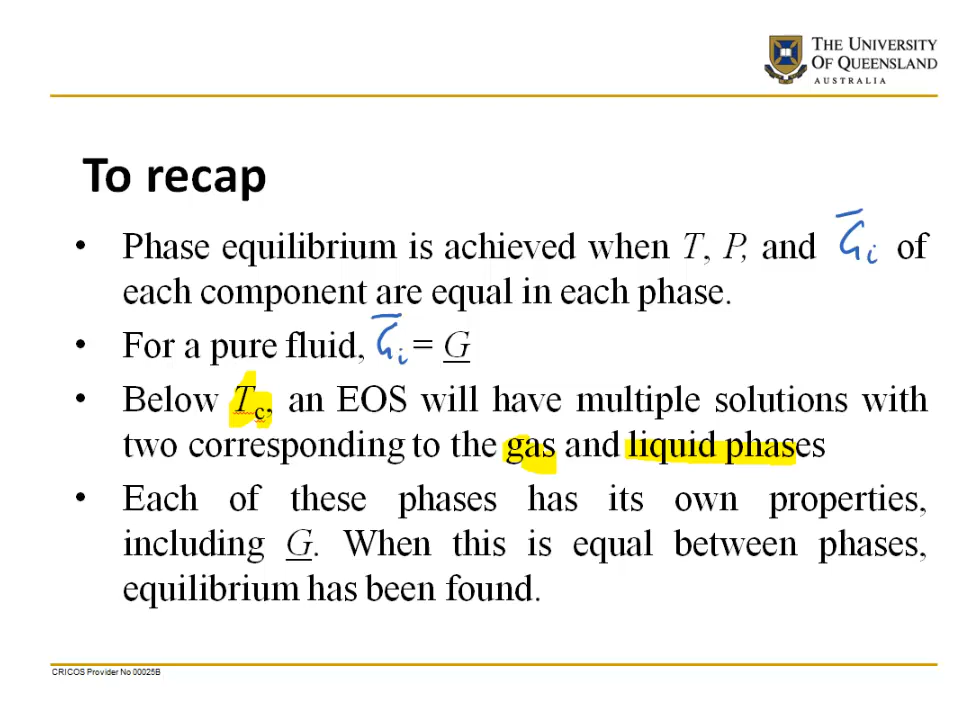 THE UNIVERSITY
OF QUEENSLAND
AUSTRALIA
To recap
• Phase equilibrium is achieved when T, P, and G̅i of
each component are equal in each phase.
• For a pure fluid, G̅i = G
• Below Tc, an EOS will have multiple solutions with
two corresponding to the gas and liquid phases
• Each of these phases has its own properties,
including G. When this is equal between phases,
equilibrium has been found.
CRICOS Provider No 00025B